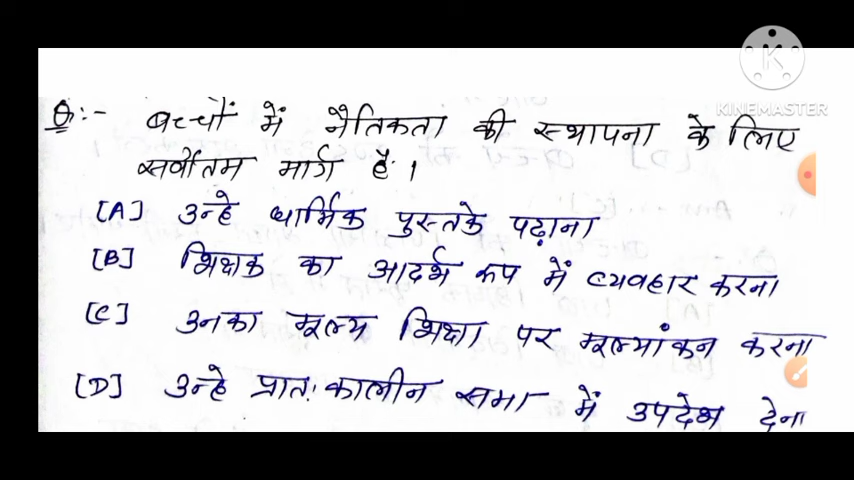 KINEMASTER
Q:- बच्चों में नैतिकता की स्थापना के लिए
सर्वोतम मार्ग है।
[A] उन्हे धार्मिक पुस्तके पढ़ाना
[B] शिक्षक का आदर्श रूप में व्यवहार करना
[C] उनका मूल्य शिक्षा पर मूल्यांकन करना
[D] उन्हे प्रात:कालीन सभा में उपदेश देना